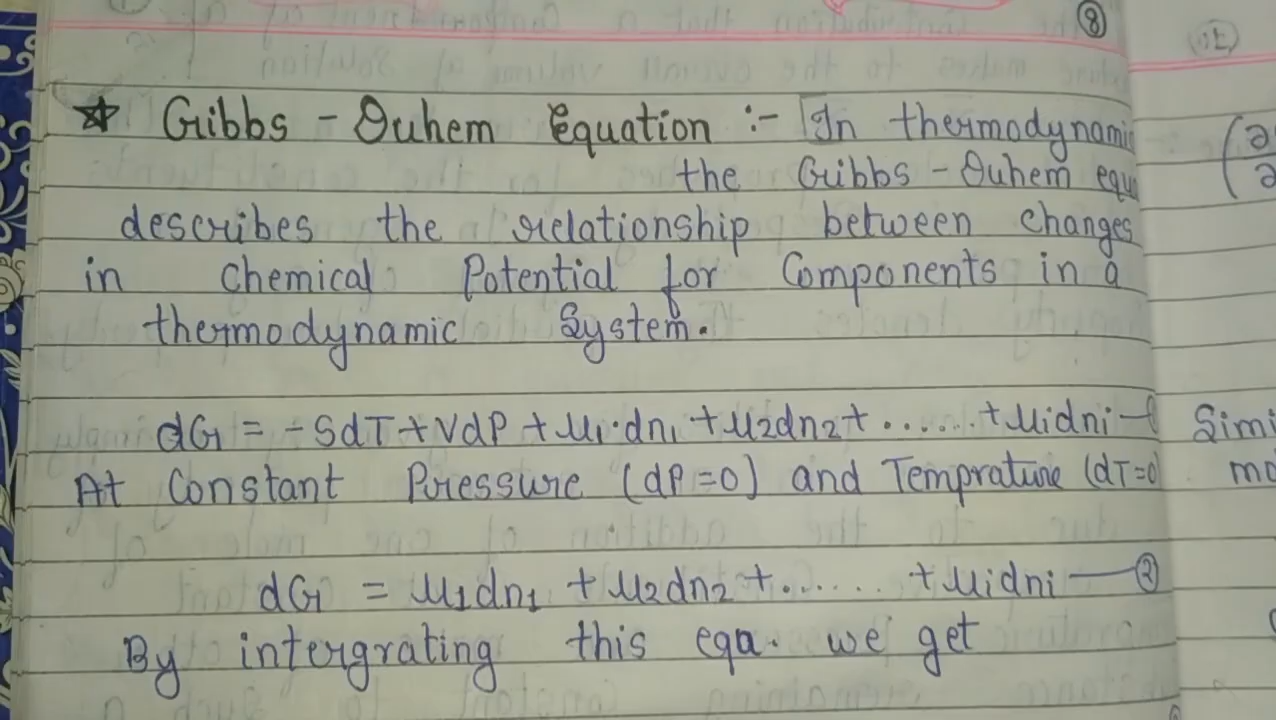 ⑧
☆ Gibbs - Duhem Equation :- In thermodynami
the Gibbs - Duhem equ
describes the relationship between changes
in Chemical Potential for Components in a
thermodynamic System.
dG = - SdT + VdP + μ₁·dn₁ + μ2dn2 + ....... + μidni —
At Constant Pressure (dP=0) and Temprature (dT=0)
dG = μ1dn1 + μ2dn2 + ....... + μidni — ②
By intergrating this eqa. we get
Simi